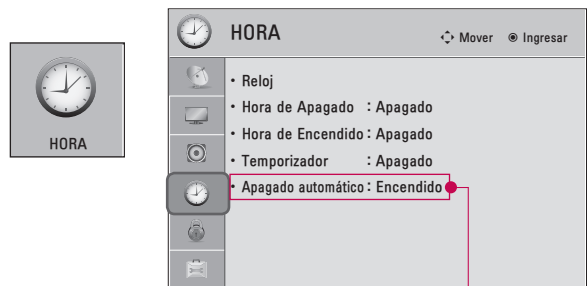 HORA
HORA
Mover
Ingresar
• Reloj
• Hora de Apagado : Apagado
• Hora de Encendido : Apagado
• Temporizador : Apagado
• Apagado automático : Encendido